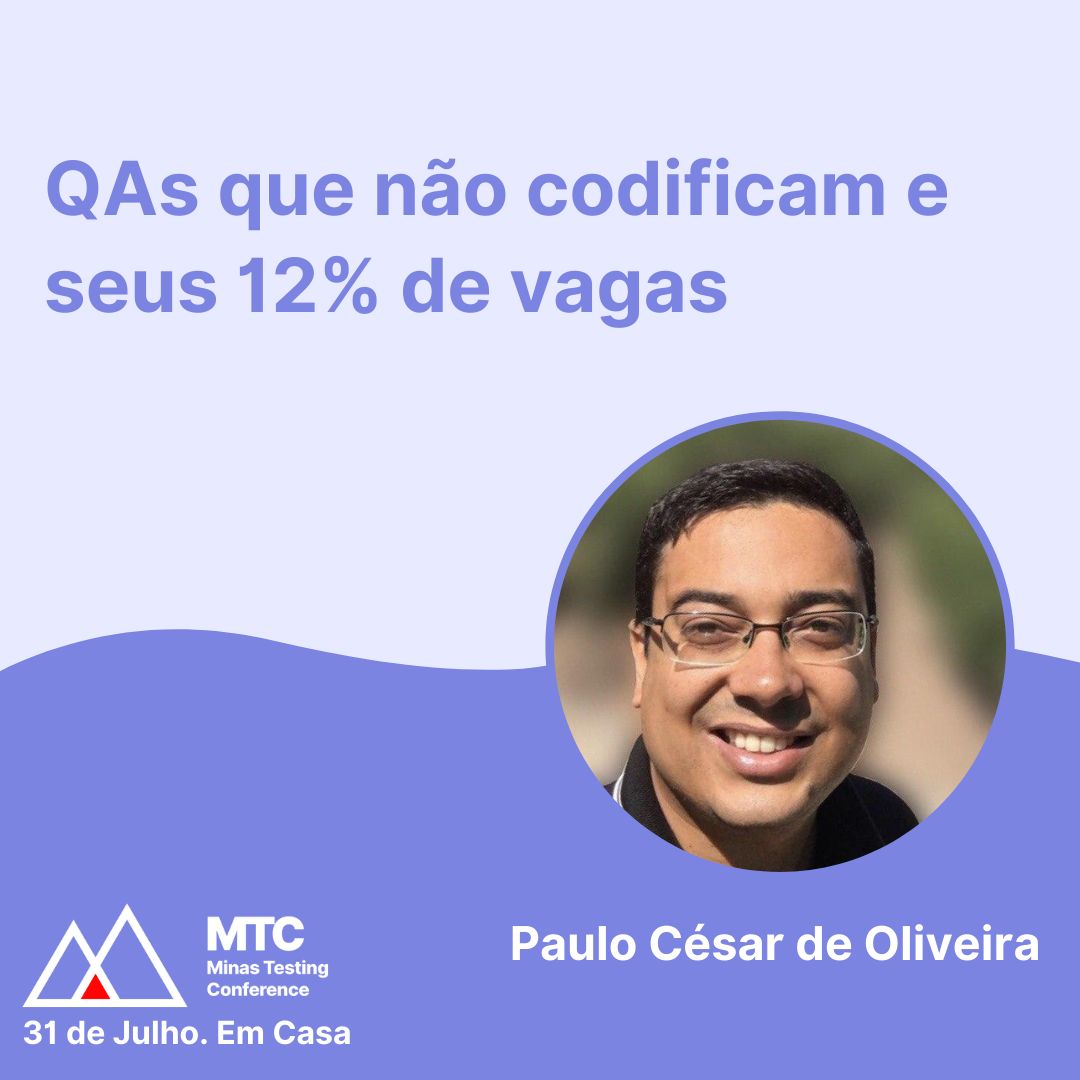 QAs que não codificam e
seus 12% de vagas
MTC
Minas Testing
Conference
31 de Julho. Em Casa
Paulo César de Oliveira